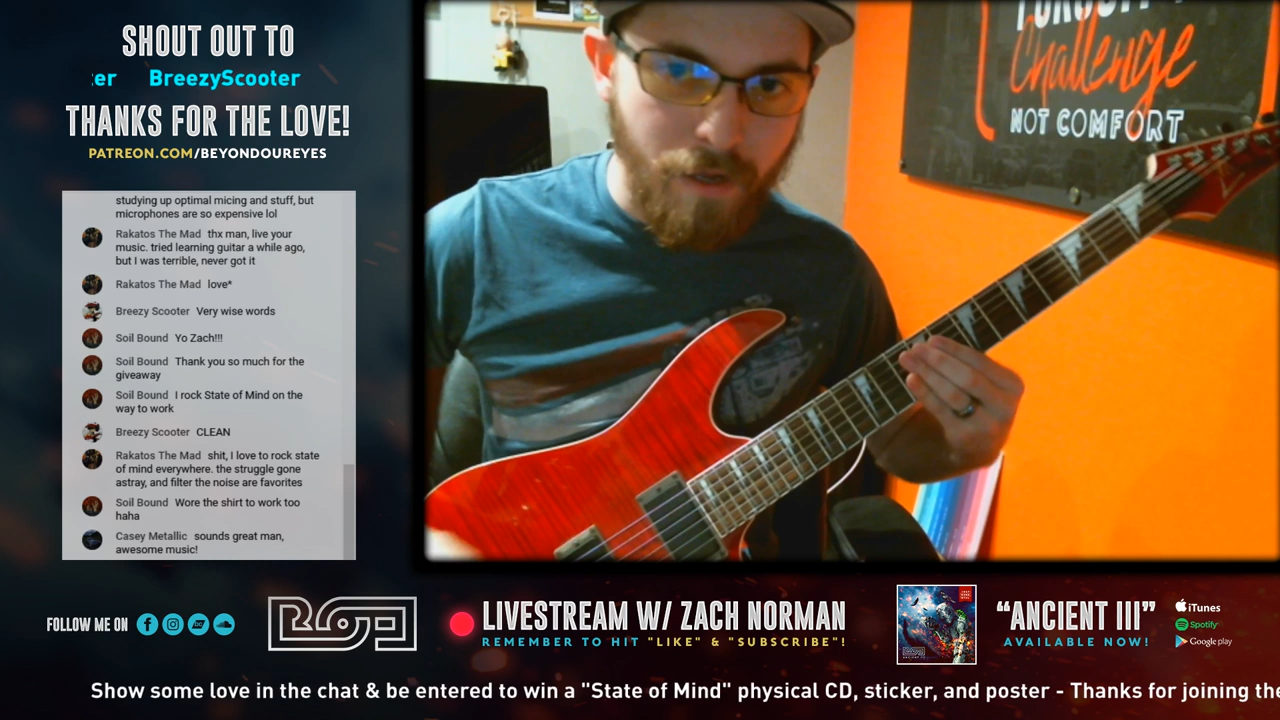 SHOUT OUT TO
BreezyScooter
THANKS FOR THE LOVE!
PATREON.COM/BEYONDOUREYES
studying up optimal micing and stuff, but
microphones are so expensive lol
Rakatos The Mad thx man, live your
music. tried learning guitar a while ago,
but I was terrible, never got it
Rakatos The Mad love*
Breezy Scooter Very wise words
Soil Bound Yo Zach!!!
Soil Bound Thank you so much for the
giveaway
Soil Bound I rock State of Mind on the
way to work
Breezy Scooter CLEAN
Rakatos The Mad shit, I love to rock state
of mind everywhere. the struggle gone
astray, and filter the noise are favorites
Soil Bound Wore the shirt to work too
haha
Casey Metallic sounds great man,
awesome music!
Challenge
NOT COMFORT
FOLLOW ME ON
LIVESTREAM W/ ZACH NORMAN
REMEMBER TO HIT "LIKE" & "SUBSCRIBE"!
"ANCIENT III"
AVAILABLE NOW!
iTunes
Spotify
Google play
Show some love in the chat & be entered to win a "State of Mind" physical CD, sticker, and poster - Thanks for joining the